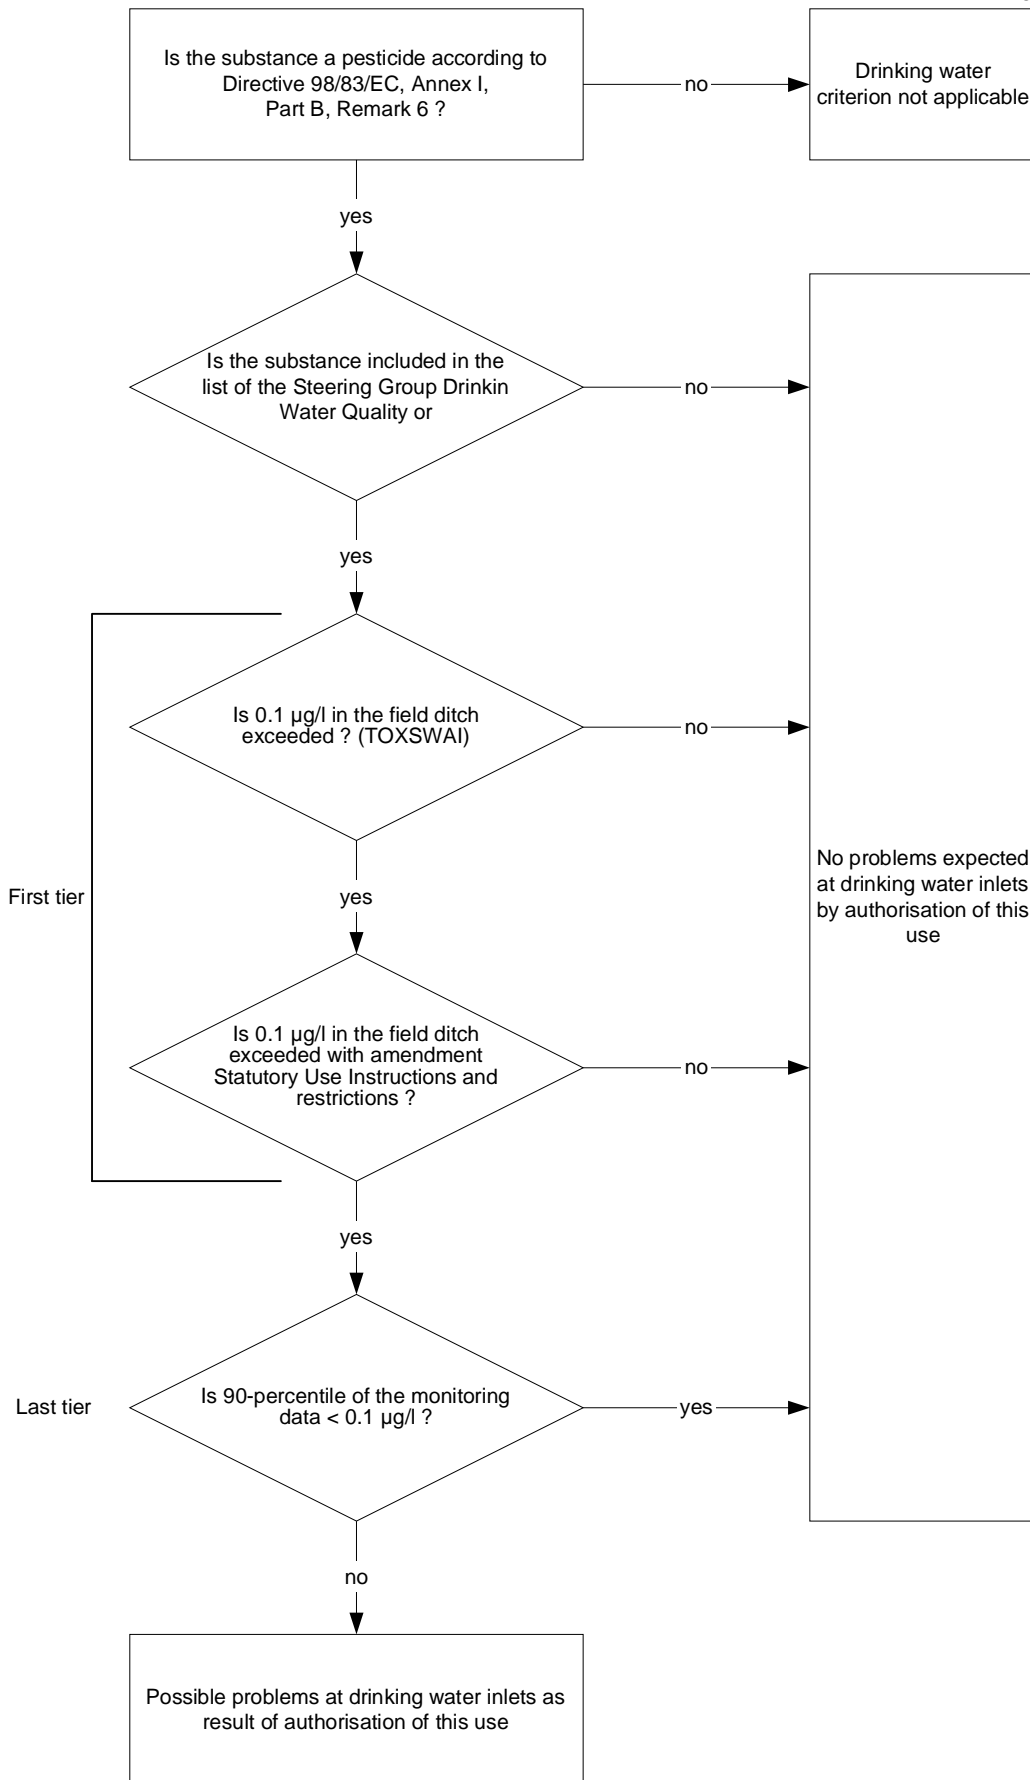 Is the substance a pesticide according to
Directive 98/83/EC, Annex I,
Part B, Remark 6 ?
no
Drinking water
criterion not applicable
yes
Is the substance included in the
list of the Steering Group Drinkin
Water Quality or
no
yes
Is 0.1 µg/l in the field ditch
exceeded ? (TOXSWAI)
no
First tier
yes
No problems expected
at drinking water inlets
by authorisation of this
use
Is 0.1 µg/l in the field ditch
exceeded with amendment
Statutory Use Instructions and
restrictions ?
no
yes
Last tier
Is 90-percentile of the monitoring
data < 0.1 µg/l ?
yes
no
Possible problems at drinking water inlets as
result of authorisation of this use